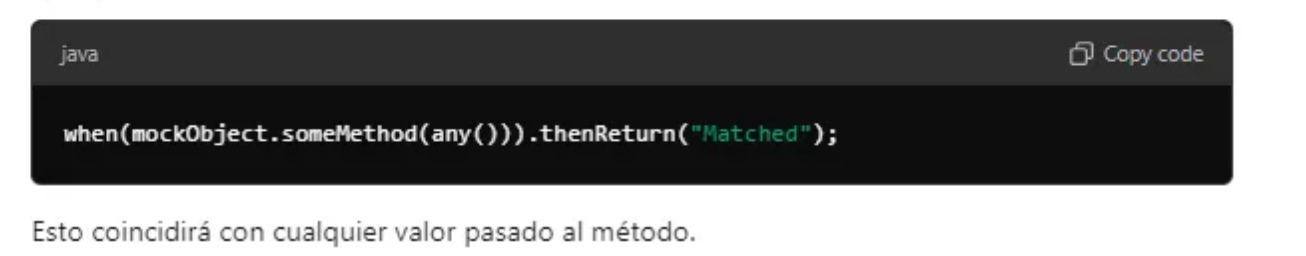 java
Copy code
when(mockObject.someMethod(any())).thenReturn("Matched");
Esto coincidirá con cualquier valor pasado al método.